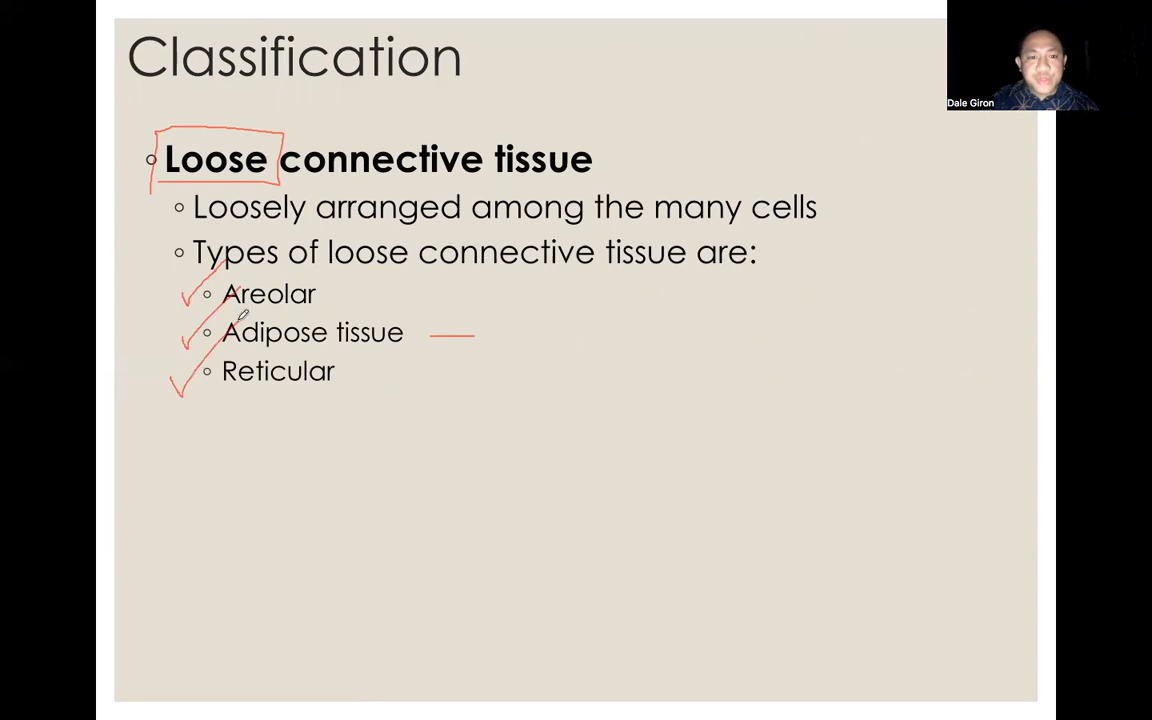 Classification
Dale Giron
Loose connective tissue
Loosely arranged among the many cells
Types of loose connective tissue are:
Areolar
Adipose tissue
Reticular